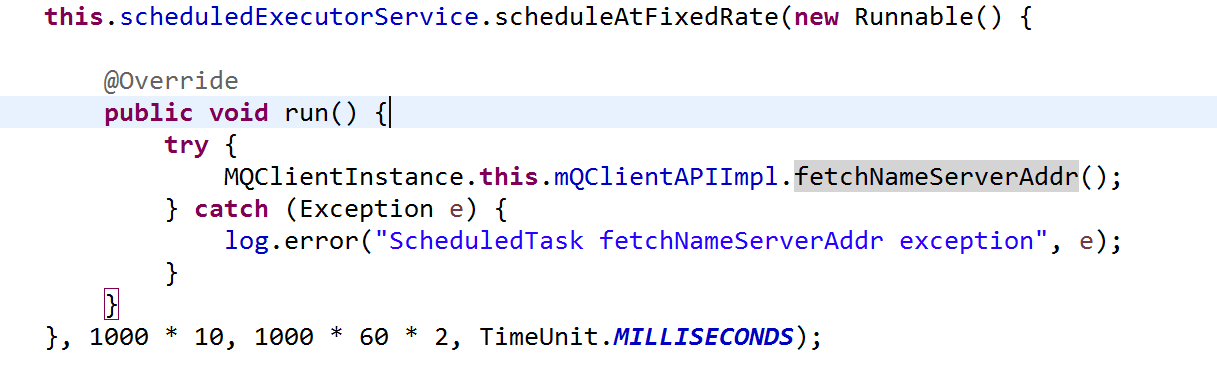 this.scheduledExecutorService.scheduleAtFixedRate(new Runnable() {
@Override
public void run() {
try {
MQClientInstance.this.mQClientAPIImpl.fetchNameServerAddr();
} catch (Exception e) {
log.error("ScheduledTask fetchNameServerAddr exception", e);
}
}
}, 1000 * 10, 1000 * 60 * 2, TimeUnit.MILLISECONDS);